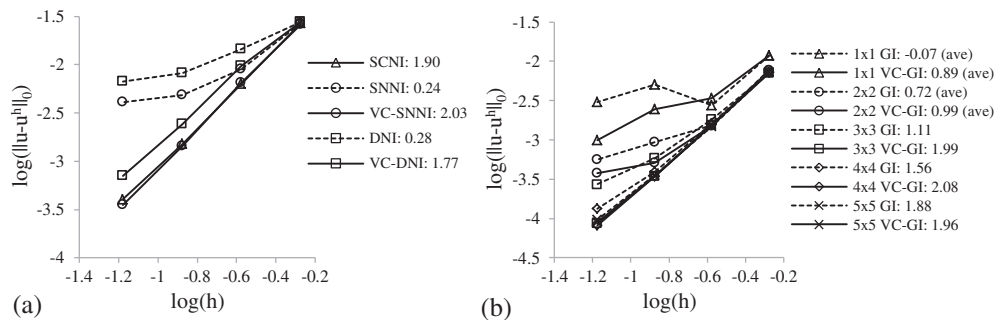 -1.5
-2
-2.5
-3
-3.5
-4
log(||u-uʰ||₀)
-1.4 -1.2 -1 -0.8 -0.6 -0.4 -0.2
log(h)
(a)
SCNI: 1.90
SNNI: 0.24
VC-SNNI: 2.03
DNI: 0.28
VC-DNI: 1.77
-1.5
-2
-2.5
-3
-3.5
-4
-4.5
log(||u-uʰ||₀)
-1.4 -1.2 -1 -0.8 -0.6 -0.4 -0.2
log(h)
(b)
1x1 GI: -0.07 (ave)
1x1 VC-GI: 0.89 (ave)
2x2 GI: 0.72 (ave)
2x2 VC-GI: 0.99 (ave)
3x3 GI: 1.11
3x3 VC-GI: 1.99
4x4 GI: 1.56
4x4 VC-GI: 2.08
5x5 GI: 1.88
5x5 VC-GI: 1.96